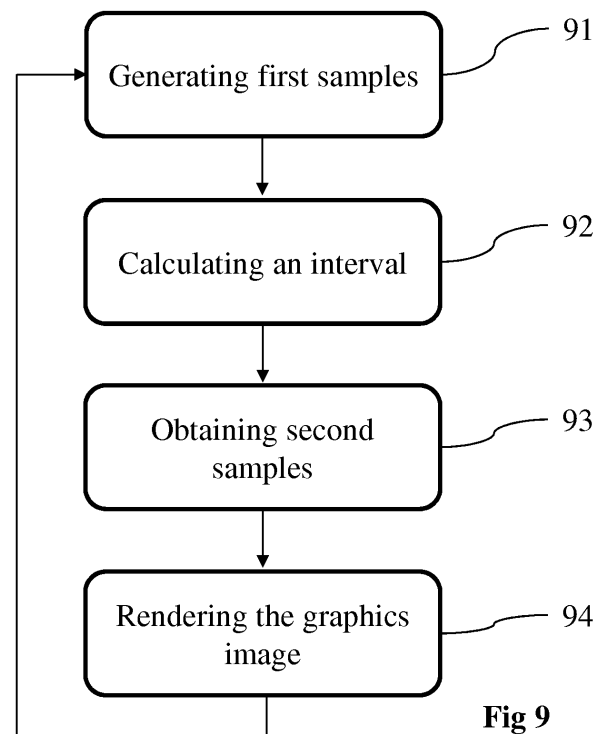 Generating first samples
91
Calculating an interval
92
Obtaining second
samples
93
Rendering the graphics
image
94
Fig 9